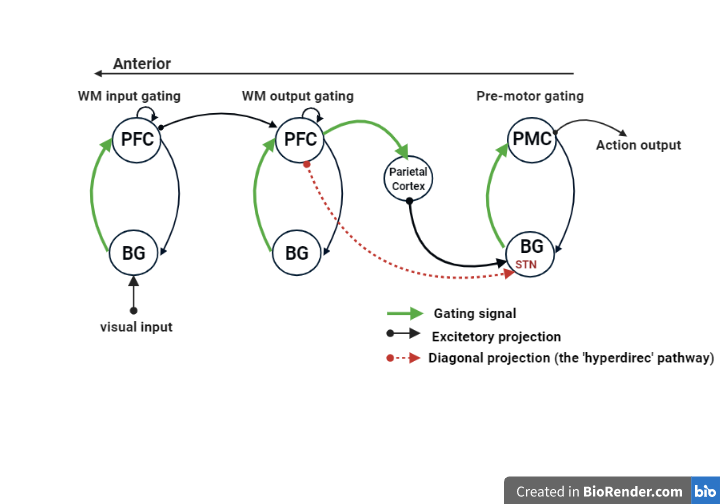 Anterior
WM input gating
WM output gating
Pre-motor gating
PFC
PFC
PMC
Action output
Parietal
Cortex
BG
BG
BG
STN
visual input
Gating signal
Excitetory projection
Diagonal projection (the 'hyperdirec' pathway)
Created in BioRender.com bio